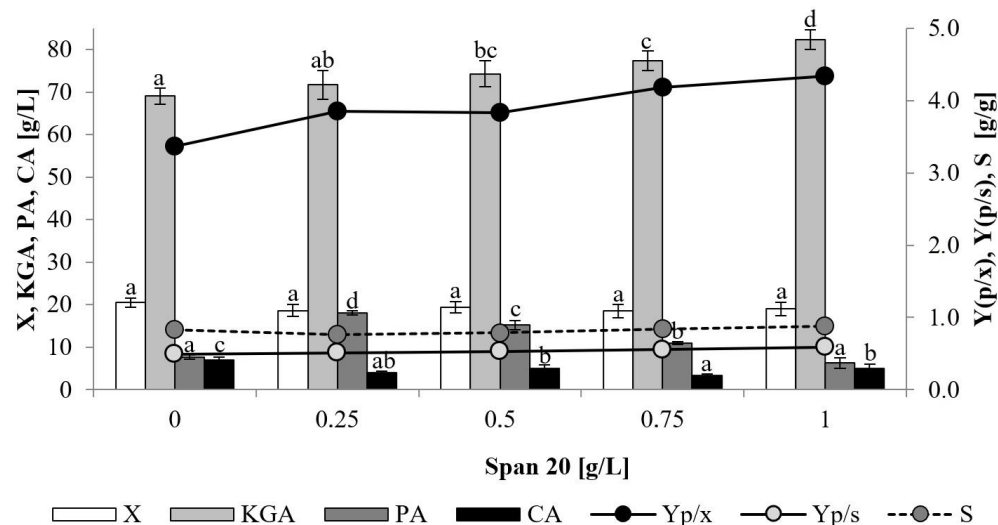 X, KGA, PA, CA [g/L]
80
70
60
50
40
30
20
10
0
a
a
a
c
a
ab
d
ab
a
bc
c
b
a
c
b
a
a
d
a
b
5.0
4.0
3.0
2.0
1.0
0.0
Y(p/x), Y(p/s), S [g/g]
0 0.25 0.5 0.75 1
Span 20 [g/L]
X KGA PA CA Yp/x Yp/s S